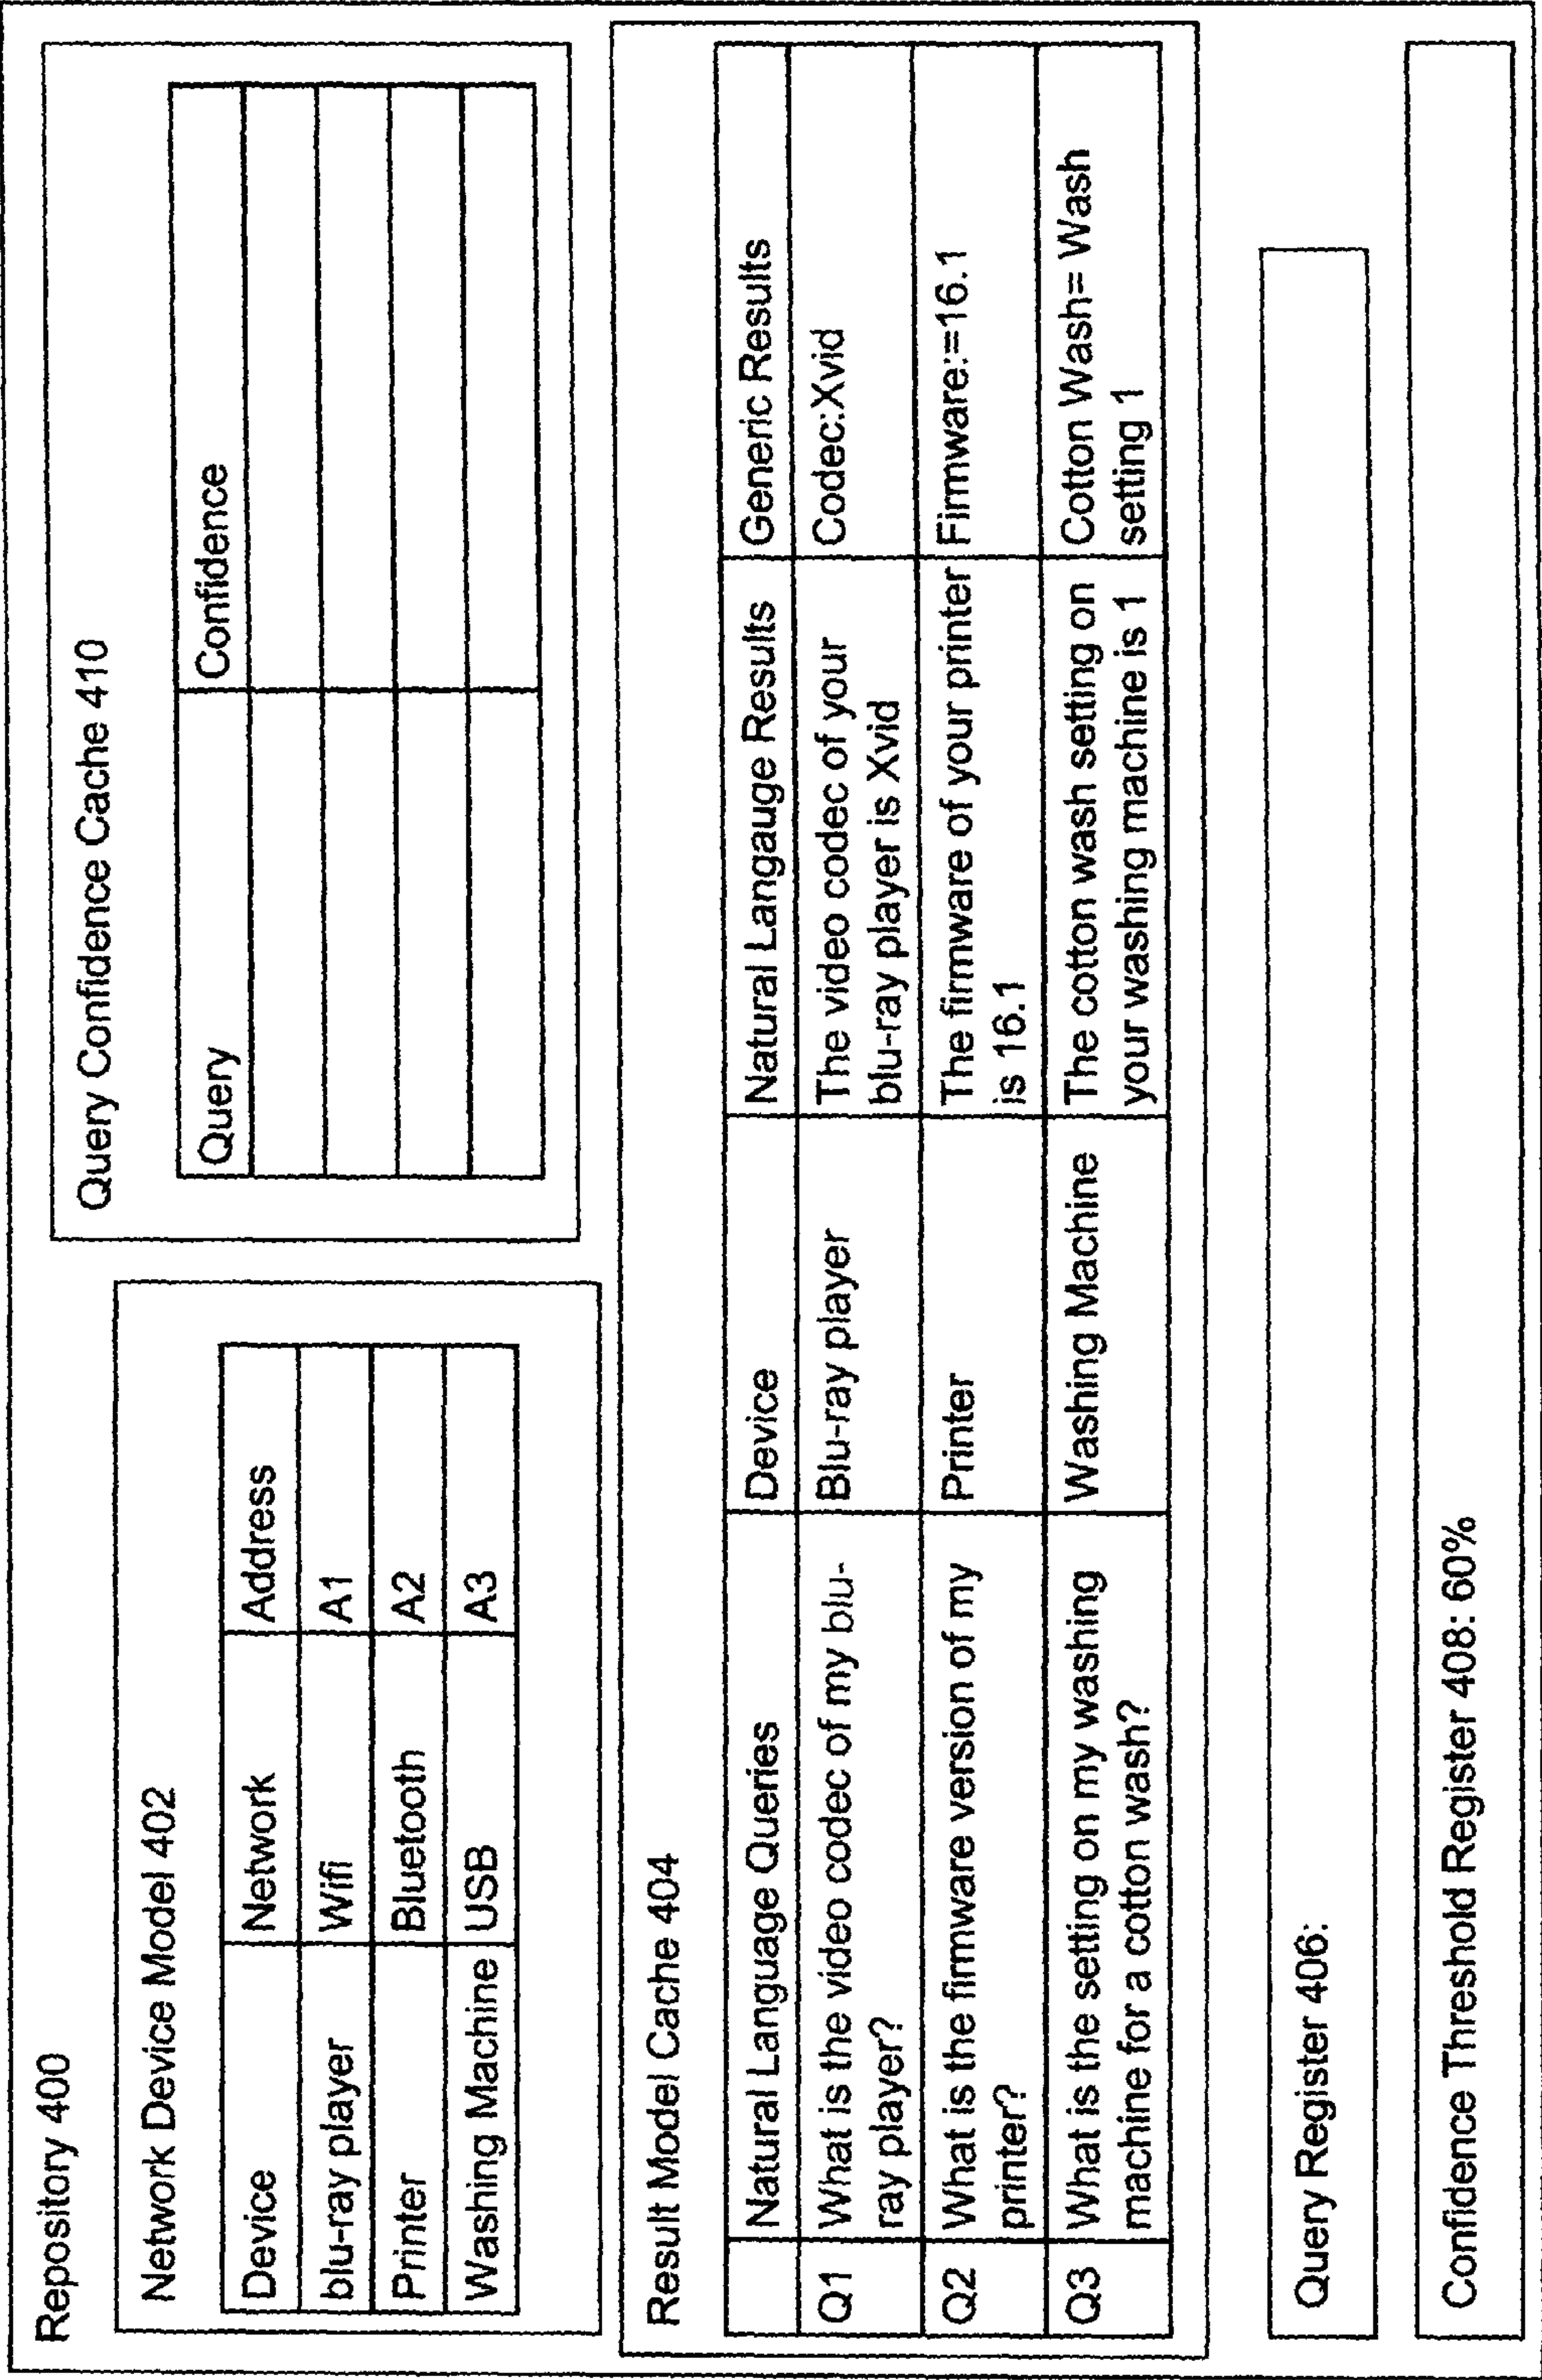 Repository 400
Network Device Model 402
Device Network Address
blu-ray player Wifi A1
Printer Bluetooth A2
Washing Machine USB A3
Query Confidence Cache 410
Query Confidence
Result Model Cache 404
Natural Language Queries Device Natural Langauge Results Generic Results
Q1 What is the video codec of my blu- Blu-ray player The video codec of your Codec:Xvid
ray player? blu-ray player is Xvid
Q2 What is the firmware version of my Printer The firmware of your printer Firmware:=16.1
printer? is 16.1
Q3 What is the setting on my washing Washing Machine The cotton wash setting on Cotton Wash= Wash
machine for a cotton wash? your washing machine is 1 setting 1
Query Register 406:
Confidence Threshold Register 408: 60%